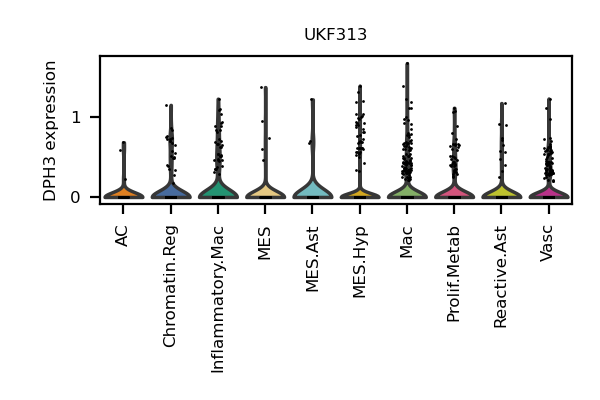 UKF313
DPH3 expression
1
0
AC
Chromatin.Reg
Inflammatory.Mac
MES
MES.Ast
MES.Hyp
Mac
Prolif.Metab
Reactive.Ast
Vasc